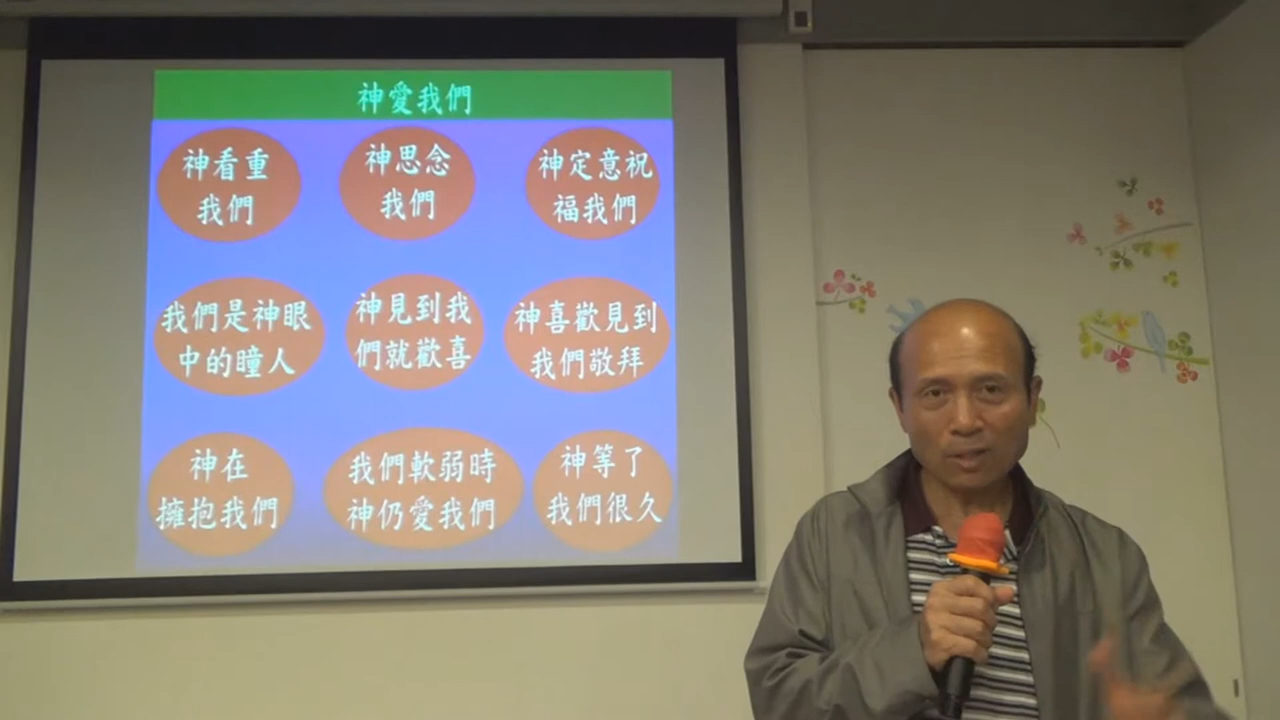 神愛我們
神看重
我們
神思念
我們
神定意祝
福我們
我們是神眼
中的瞳人
神見到我
們就歡喜
神喜歡見到
我們敬拜
神在
擁抱我們
我們軟弱時
神仍愛我們
神等了
我們很久